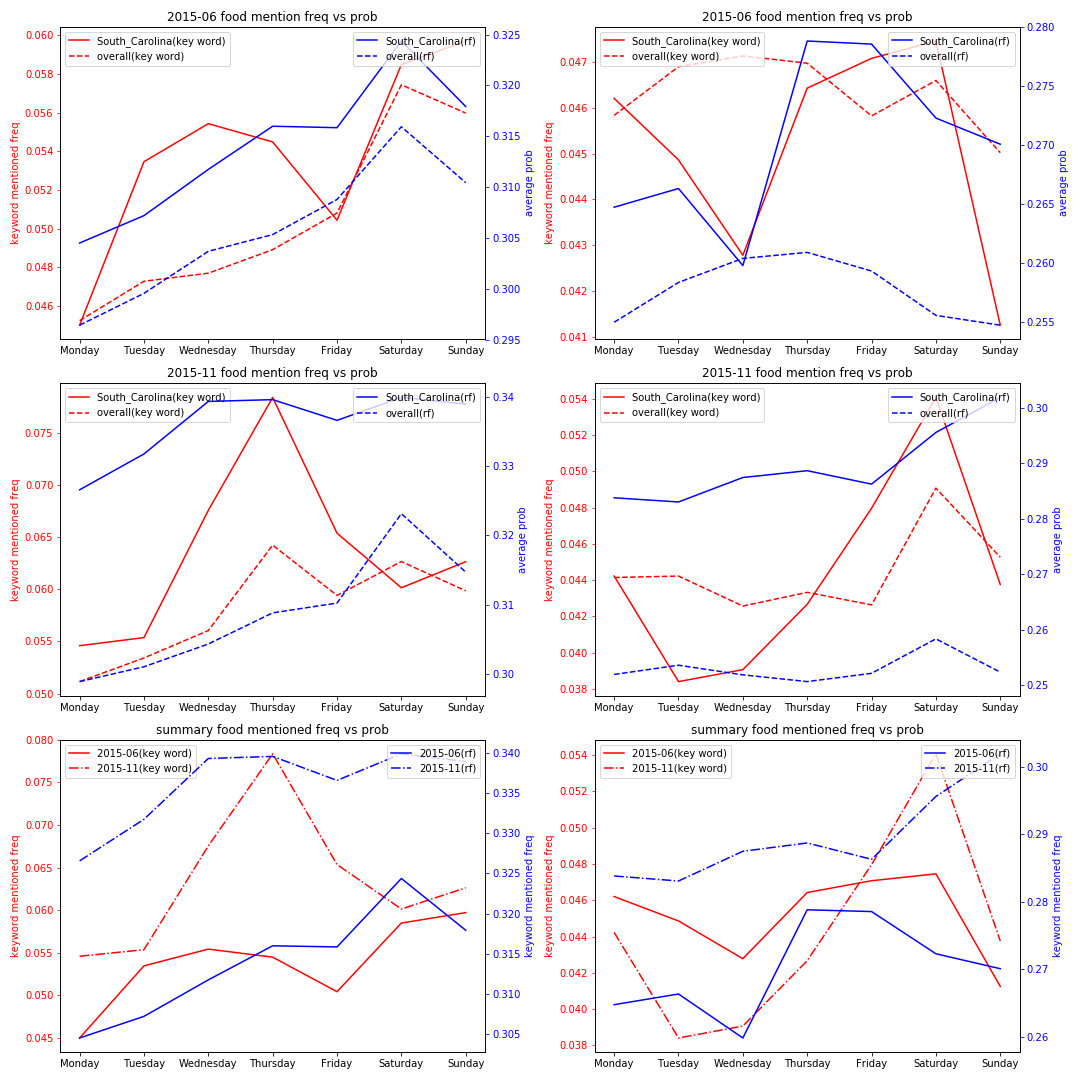 2015-06 food mention freq vs prob
South_Carolina(key word)
overall(key word)
South_Carolina(rf)
overall(rf)
0.060
0.058
0.056
0.054
0.052
0.050
0.048
0.046
keyword mentioned freq
0.325
0.320
0.315
0.310
0.305
0.300
0.295
average prob
Monday Tuesday Wednesday Thursday Friday Saturday Sunday
2015-06 food mention freq vs prob
South_Carolina(key word)
overall(key word)
South_Carolina(rf)
overall(rf)
0.047
0.046
0.045
0.044
0.043
0.042
0.041
keyword mentioned freq
0.280
0.275
0.270
0.265
0.260
0.255
average prob
Monday Tuesday Wednesday Thursday Friday Saturday Sunday
2015-11 food mention freq vs prob
South_Carolina(key word)
overall(key word)
South_Carolina(rf)
overall(rf)
0.075
0.070
0.065
0.060
0.055
0.050
keyword mentioned freq
0.34
0.33
0.32
0.31
0.30
average prob
Monday Tuesday Wednesday Thursday Friday Saturday Sunday
2015-11 food mention freq vs prob
South_Carolina(key word)
overall(key word)
South_Carolina(rf)
overall(rf)
0.054
0.052
0.050
0.048
0.046
0.044
0.042
0.040
0.038
keyword mentioned freq
0.30
0.29
0.28
0.27
0.26
0.25
average prob
Monday Tuesday Wednesday Thursday Friday Saturday Sunday
summary food mentioned freq vs prob
2015-06(key word)
2015-11(key word)
2015-06(rf)
2015-11(rf)
0.080
0.075
0.070
0.065
0.060
0.055
0.050
0.045
keyword mentioned freq
0.340
0.335
0.330
0.325
0.320
0.315
0.310
0.305
keyword mentioned freq
Monday Tuesday Wednesday Thursday Friday Saturday Sunday
summary food mentioned freq vs prob
2015-06(key word)
2015-11(key word)
2015-06(rf)
2015-11(rf)
0.054
0.052
0.050
0.048
0.046
0.044
0.042
0.040
0.038
keyword mentioned freq
0.30
0.29
0.28
0.27
0.26
keyword mentioned freq
Monday Tuesday Wednesday Thursday Friday Saturday Sunday